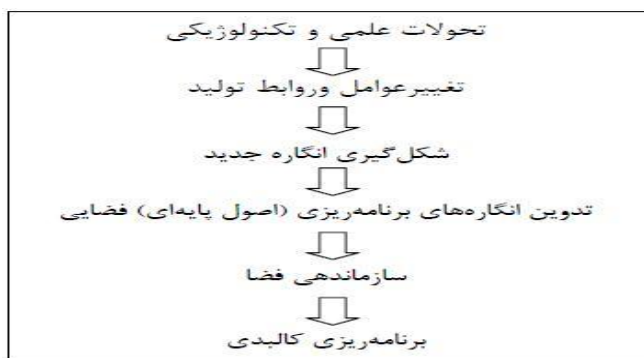 تحولات علمی و تکنولوژیکی
تغییرعوامل وروابط تولید
شکل‌گیری انگاره جدید
تدوین انگاره‌های برنامه‌ریزی (اصول پایه‌ای) فضایی
سازماندهی فضا
برنامه‌ریزی کالبدی